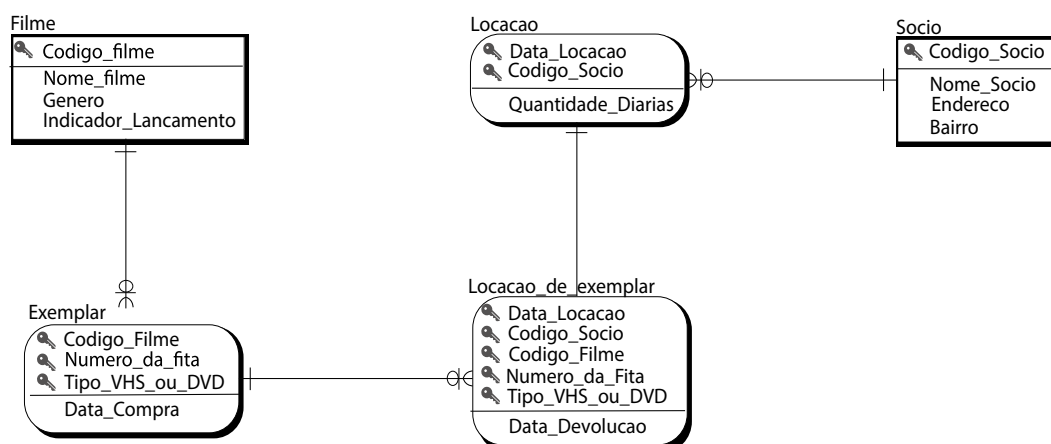 Filme
Codigo_filme
Nome_filme
Genero
Indicador_Lancamento
Locacao
Data_Locacao
Codigo_Socio
Quantidade_Diarias
Socio
Codigo_Socio
Nome_Socio
Endereco
Bairro
Exemplar
Codigo_Filme
Numero_da_fita
Tipo_VHS_ou_DVD
Data_Compra
Locacao_de_exemplar
Data_Locacao
Codigo_Socio
Codigo_Filme
Numero_da_Fita
Tipo_VHS_ou_DVD
Data_Devolucao